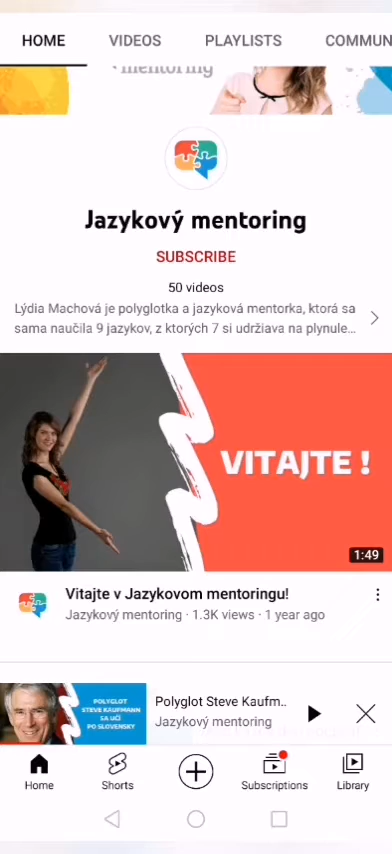 HOME
VIDEOS
PLAYLISTS
COMMUN
mentoring
Jazykový mentoring
SUBSCRIBE
50 videos
Lýdia Machová je polyglotka a jazyková mentorka, ktorá sa
sama naučila 9 jazykov, z ktorých 7 si udržiava na plynule...
VITAJTE !
1:49
Vitajte v Jazykovom mentoringu!
Jazykový mentoring · 1.3K views · 1 year ago
POLYGLOT
STEVE KAUFMANN
SA UČÍ
PO SLOVENSKY
Polyglot Steve Kaufm..
Jazykový mentoring
Home
Shorts
Subscriptions
Library